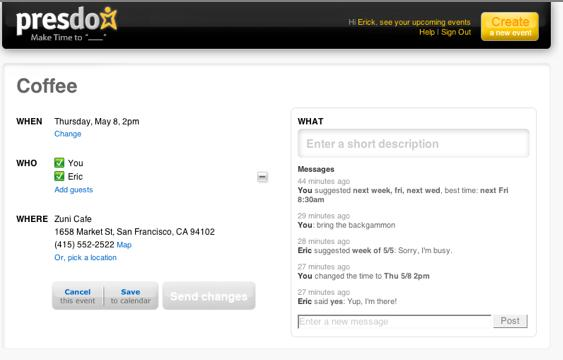 presdo
Make Time to "____"
Hi Erick, see your upcoming events
Help | Sign Out
Create
a new event
Coffee
WHEN Thursday, May 8, 2pm
Change
WHO You
Eric
Add guests
WHERE Zuni Cafe
1658 Market St, San Francisco, CA 94102
(415) 552-2522 Map
Or, pick a location
Cancel
this event
Save
to calendar
Send changes
WHAT
Enter a short description
Messages
44 minutes ago
You suggested next week, fri, next wed, best time: next Fri
8:30am
29 minutes ago
You: bring the backgammon
28 minutes ago
Eric suggested week of 5/5: Sorry, I'm busy.
27 minutes ago
You changed the time to Thu 5/8 2pm
27 minutes ago
Eric said yes: Yup, I'm there!
Enter a new message
Post